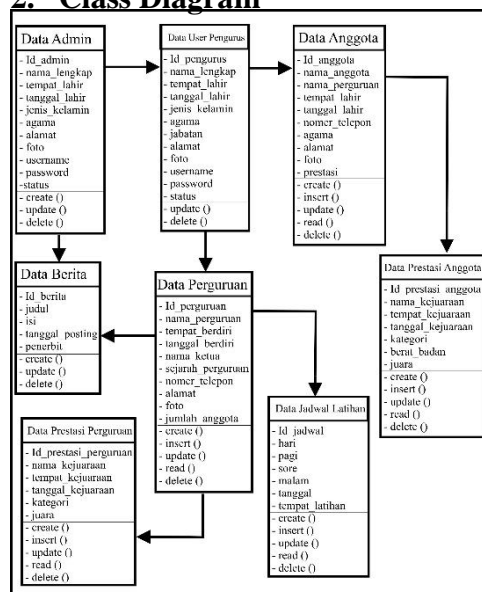 2. Class Diagram
Data Admin
- Id_admin
- nama_lengkap
- tempat_lahir
- tanggal_lahir
- jenis_kelamin
- agama
- alamat
- foto
- username
- password
-status
- create ()
- update ()
- delete ()
Data User Pengurus
- Id_pengurus
- nama_lengkap
- tempat_lahir
- tanggal_lahir
- jenis_kelamin
- agama
- jabatan
- alamat
- foto
- username
- password
- status
- update ()
- delete ()
Data Anggota
- Id_anggota
- nama_anggota
- nama_perguruan
- tempat_lahir
- tanggal_lahir
- nomer_telepon
- agama
- alamat
- foto
- prestasi
- create ()
- insert ()
- update ()
- read ()
- delete ()
Data Berita
- Id_berita
- judul
- isi
- tanggal_posting
- penerbit
- create ()
- update ()
- delete ()
Data Perguruan
- Id_perguruan
- nama_perguruan
- tempat_berdiri
- tanggal_berdiri
- nama_ketua
- sejarah_perguruan
- nomer_telepon
- alamat
- foto
- jumlah_anggota
- create ()
- insert ()
- update ()
- read ()
- delete ()
Data Prestasi Anggota
- Id_prestasi_anggota
- nama_kejuaraan
- tempat_kejuaraan
- tanggal_kejuaraan
- kategori
- berat_badan
- juara
- create ()
- insert ()
- update ()
- read ()
- delete ()
Data Prestasi Perguruan
- Id_prestasi_perguruan
- nama_kejuaraan
- tempat_kejuaraan
- tanggal_kejuaraan
- kategori
- juara
- create ()
- insert ()
- update ()
- read ()
- delete ()
Data Jadwal Latihan
- Id_jadwal
- hari
- pagi
- sore
- malam
- tanggal
- tempat_latihan
- create ()
- insert ()
- update ()
- read ()
- delete ()